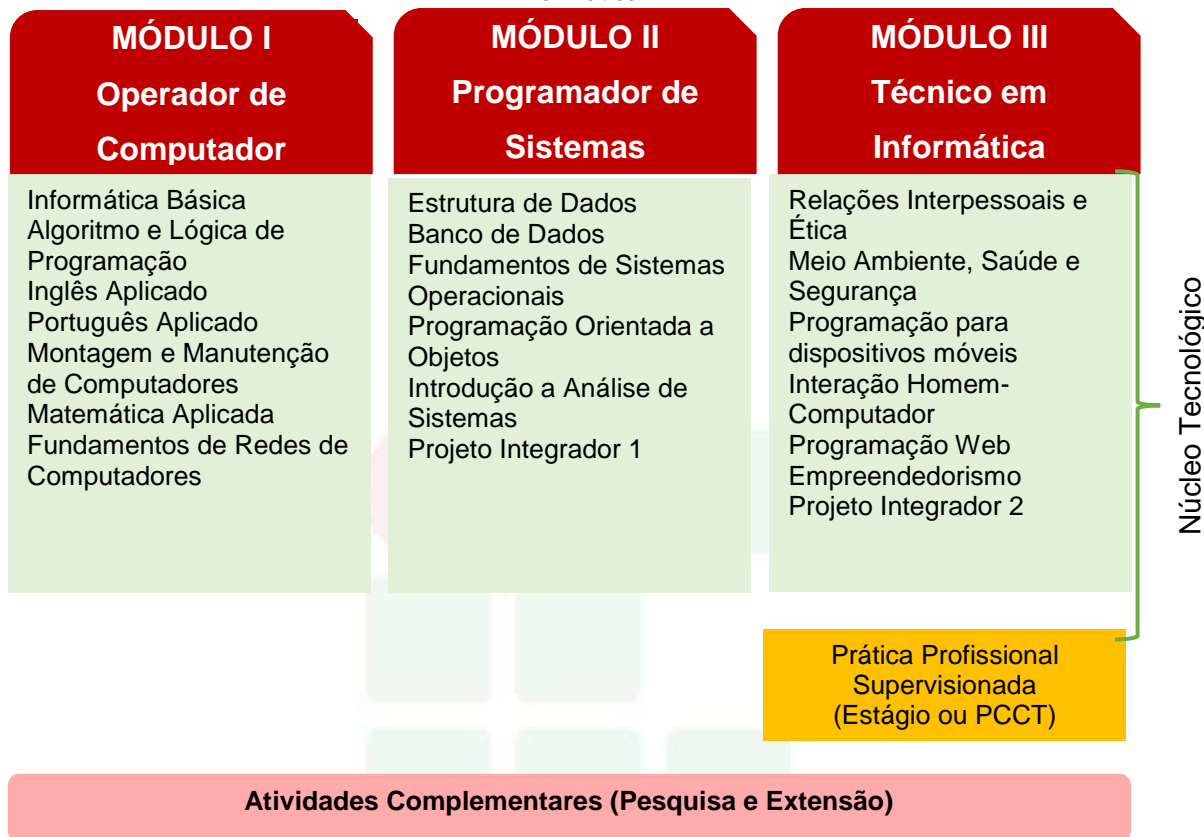 MÓDULO I
Operador de
Computador
Informática Básica
Algoritmo e Lógica de
Programação
Inglês Aplicado
Português Aplicado
Montagem e Manutenção
de Computadores
Matemática Aplicada
Fundamentos de Redes de
Computadores
MÓDULO II
Programador de
Sistemas
Estrutura de Dados
Banco de Dados
Fundamentos de Sistemas
Operacionais
Programação Orientada a
Objetos
Introdução a Análise de
Sistemas
Projeto Integrador 1
MÓDULO III
Técnico em
Informática
Relações Interpessoais e
Ética
Meio Ambiente, Saúde e
Segurança
Programação para
dispositivos móveis
Interação Homem-
Computador
Programação Web
Empreendedorismo
Projeto Integrador 2
Núcleo Tecnológico
Prática Profissional
Supervisionada
(Estágio ou PCCT)
Atividades Complementares (Pesquisa e Extensão)